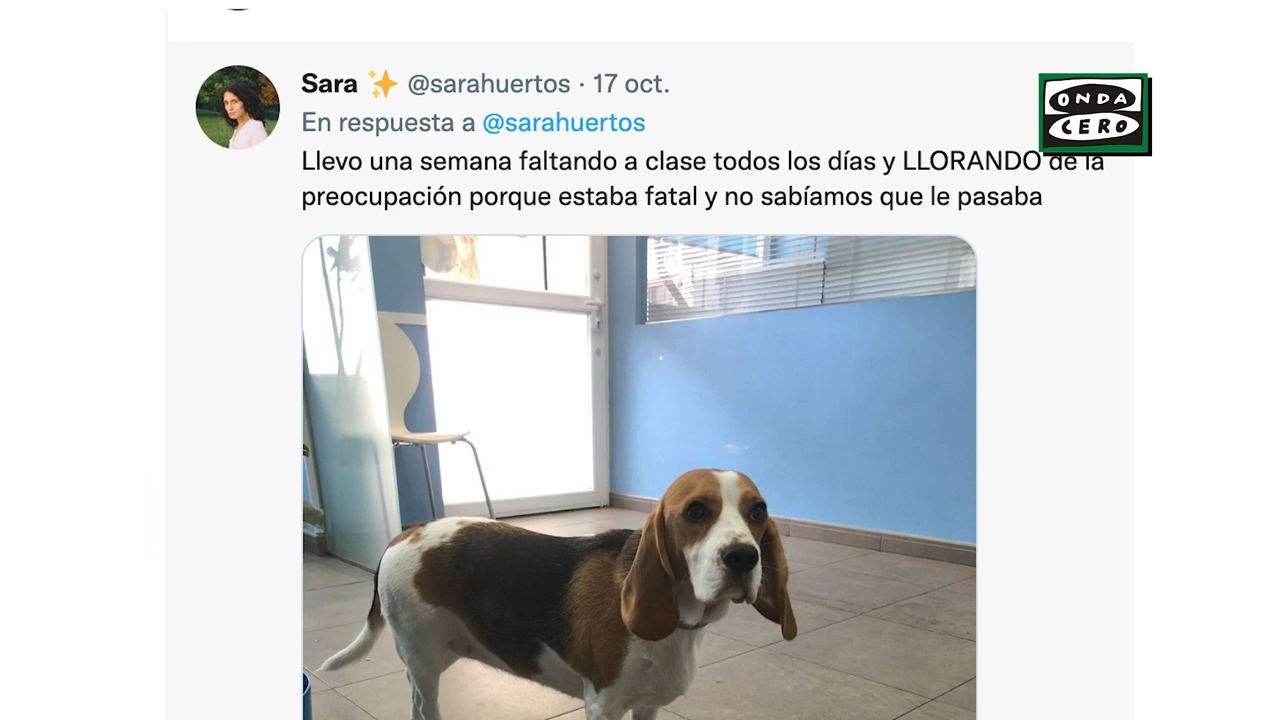 Sara ✨ @sarahuertos · 17 oct.
En respuesta a @sarahuertos
Llevo una semana faltando a clase todos los días y LLORANDO de la
preocupación porque estaba fatal y no sabíamos que le pasaba
ONDA
CERO